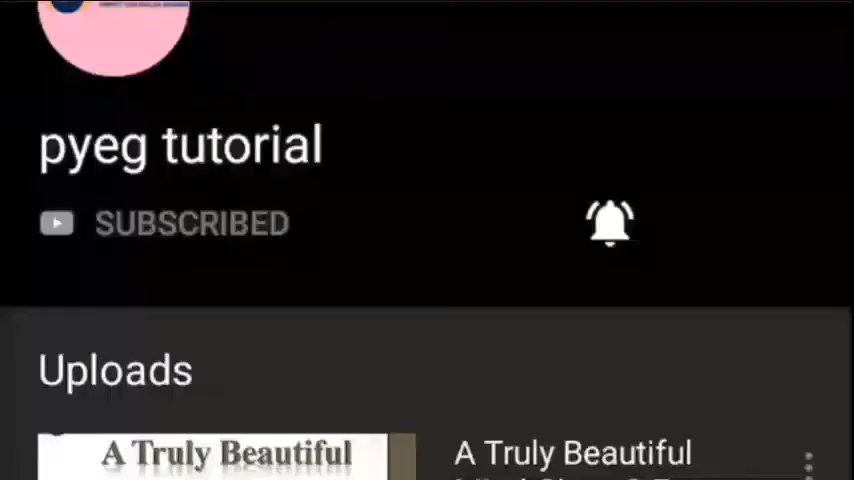 pyeg tutorial
SUBSCRIBED
Uploads
A Truly Beautiful
A Truly Beautiful